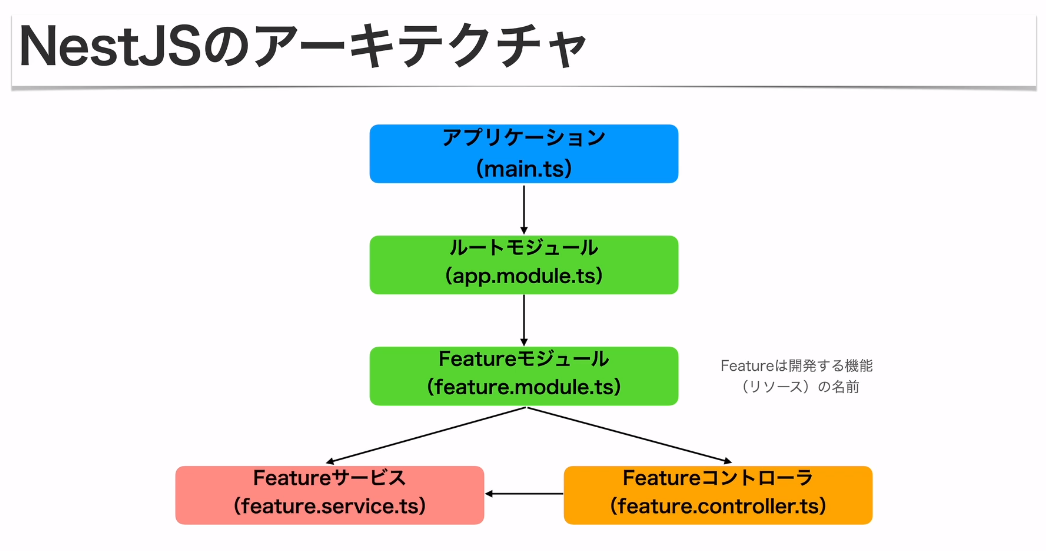 NestJSのアーキテクチャ
アプリケーション
（main.ts）
ルートモジュール
（app.module.ts）
Featureモジュール
（feature.module.ts）
Featureは開発する機能
（リソース）の名前
Featureサービス
（feature.service.ts）
Featureコントローラ
（feature.controller.ts）